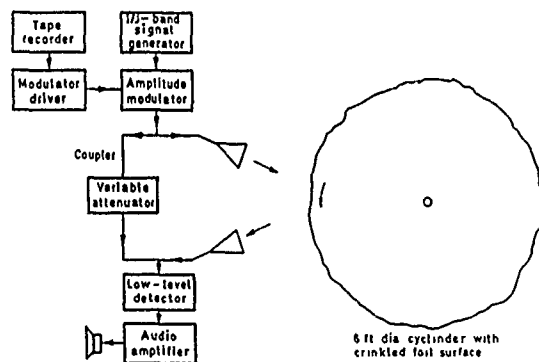 Tape
recorder
I/J-band
signal
generator
Modulator
driver
Amplitude
modulator
Coupler
Variable
attenuator
Low-level
detector
Audio
amplifier
6 ft dia cyclinder with
crinkled foil surface